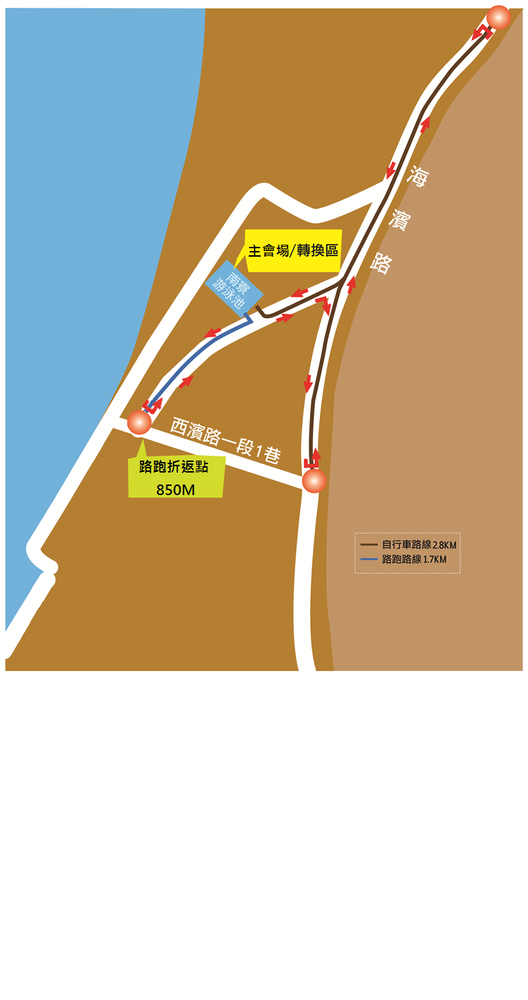 海
濱
路
主會場/轉換區
南寮
游泳池
西濱路一段1巷
路跑折返點
850M
自行車路線2.8KM
路跑路線1.7KM